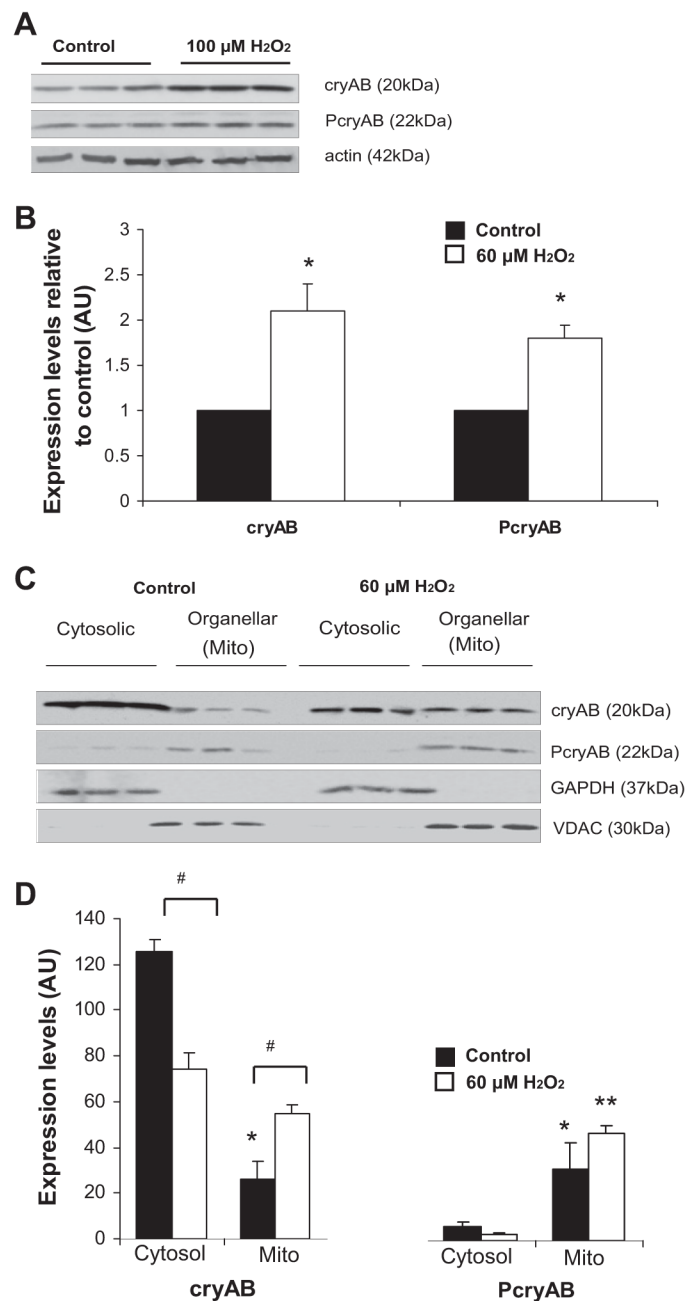 A
Control 100 µM H₂O₂
cryAB (20kDa)
PcryAB (22kDa)
actin (42kDa)
B
Expression levels relative
to control (AU)
3
2.5
2
1.5
1
0.5
0
Control
60 µM H₂O₂
* *
cryAB PcryAB
C
Control 60 µM H₂O₂
Cytosolic Organellar (Mito) Cytosolic Organellar (Mito)
cryAB (20kDa)
PcryAB (22kDa)
GAPDH (37kDa)
VDAC (30kDa)
D
Expression levels (AU)
140
120
100
80
60
40
20
0
#
#
*
Cytosol Mito
cryAB
Control
60 µM H₂O₂
* **
Cytosol Mito
PcryAB